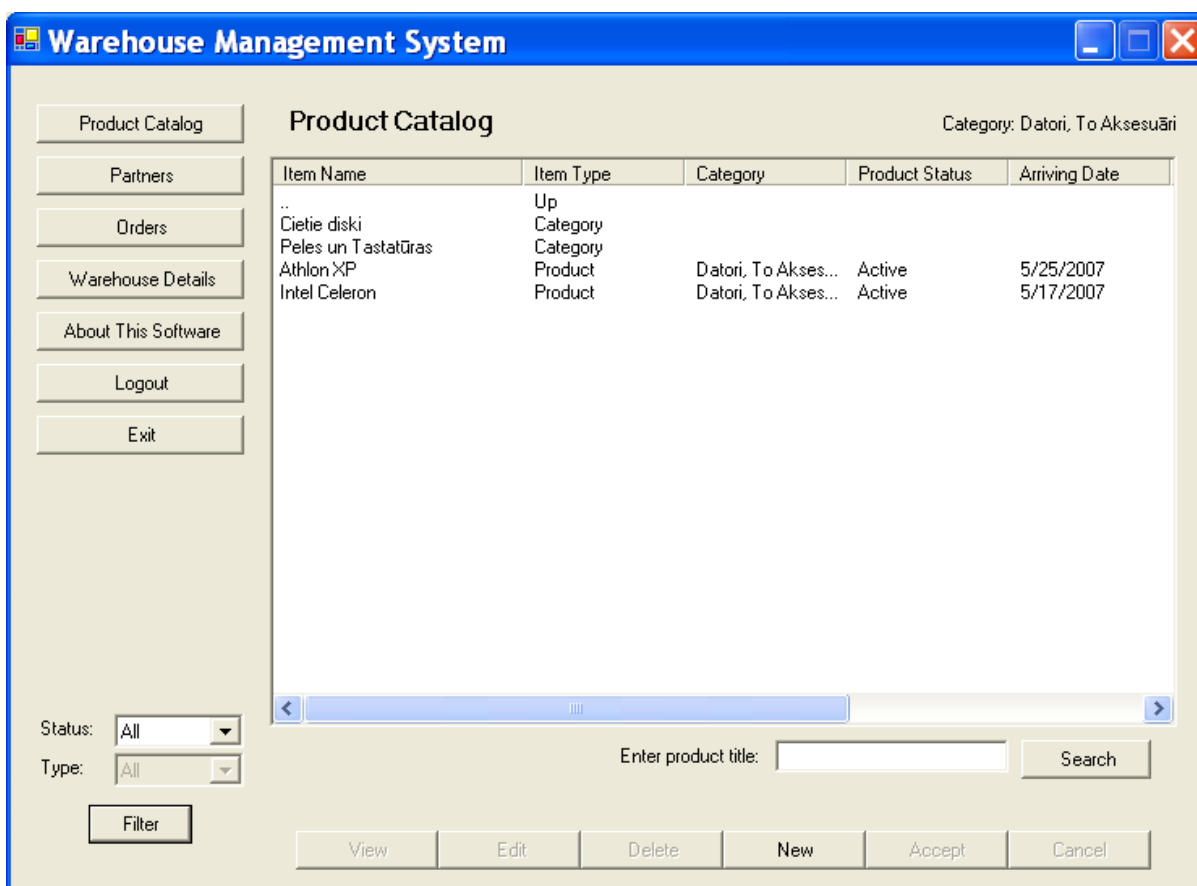 Warehouse Management System
Product Catalog
Partners
Orders
Warehouse Details
About This Software
Logout
Exit
Product Catalog
Category: Datori, To Aksesuāri
Item Name Item Type Category Product Status Arriving Date
.. Up
Cietie diski Category
Peles un Tastatūras Category
Athlon XP Product Datori, To Akses... Active 5/25/2007
Intel Celeron Product Datori, To Akses... Active 5/17/2007
Status: All
Type: All
Filter
Enter product title:
Search
View Edit Delete New Accept Cancel